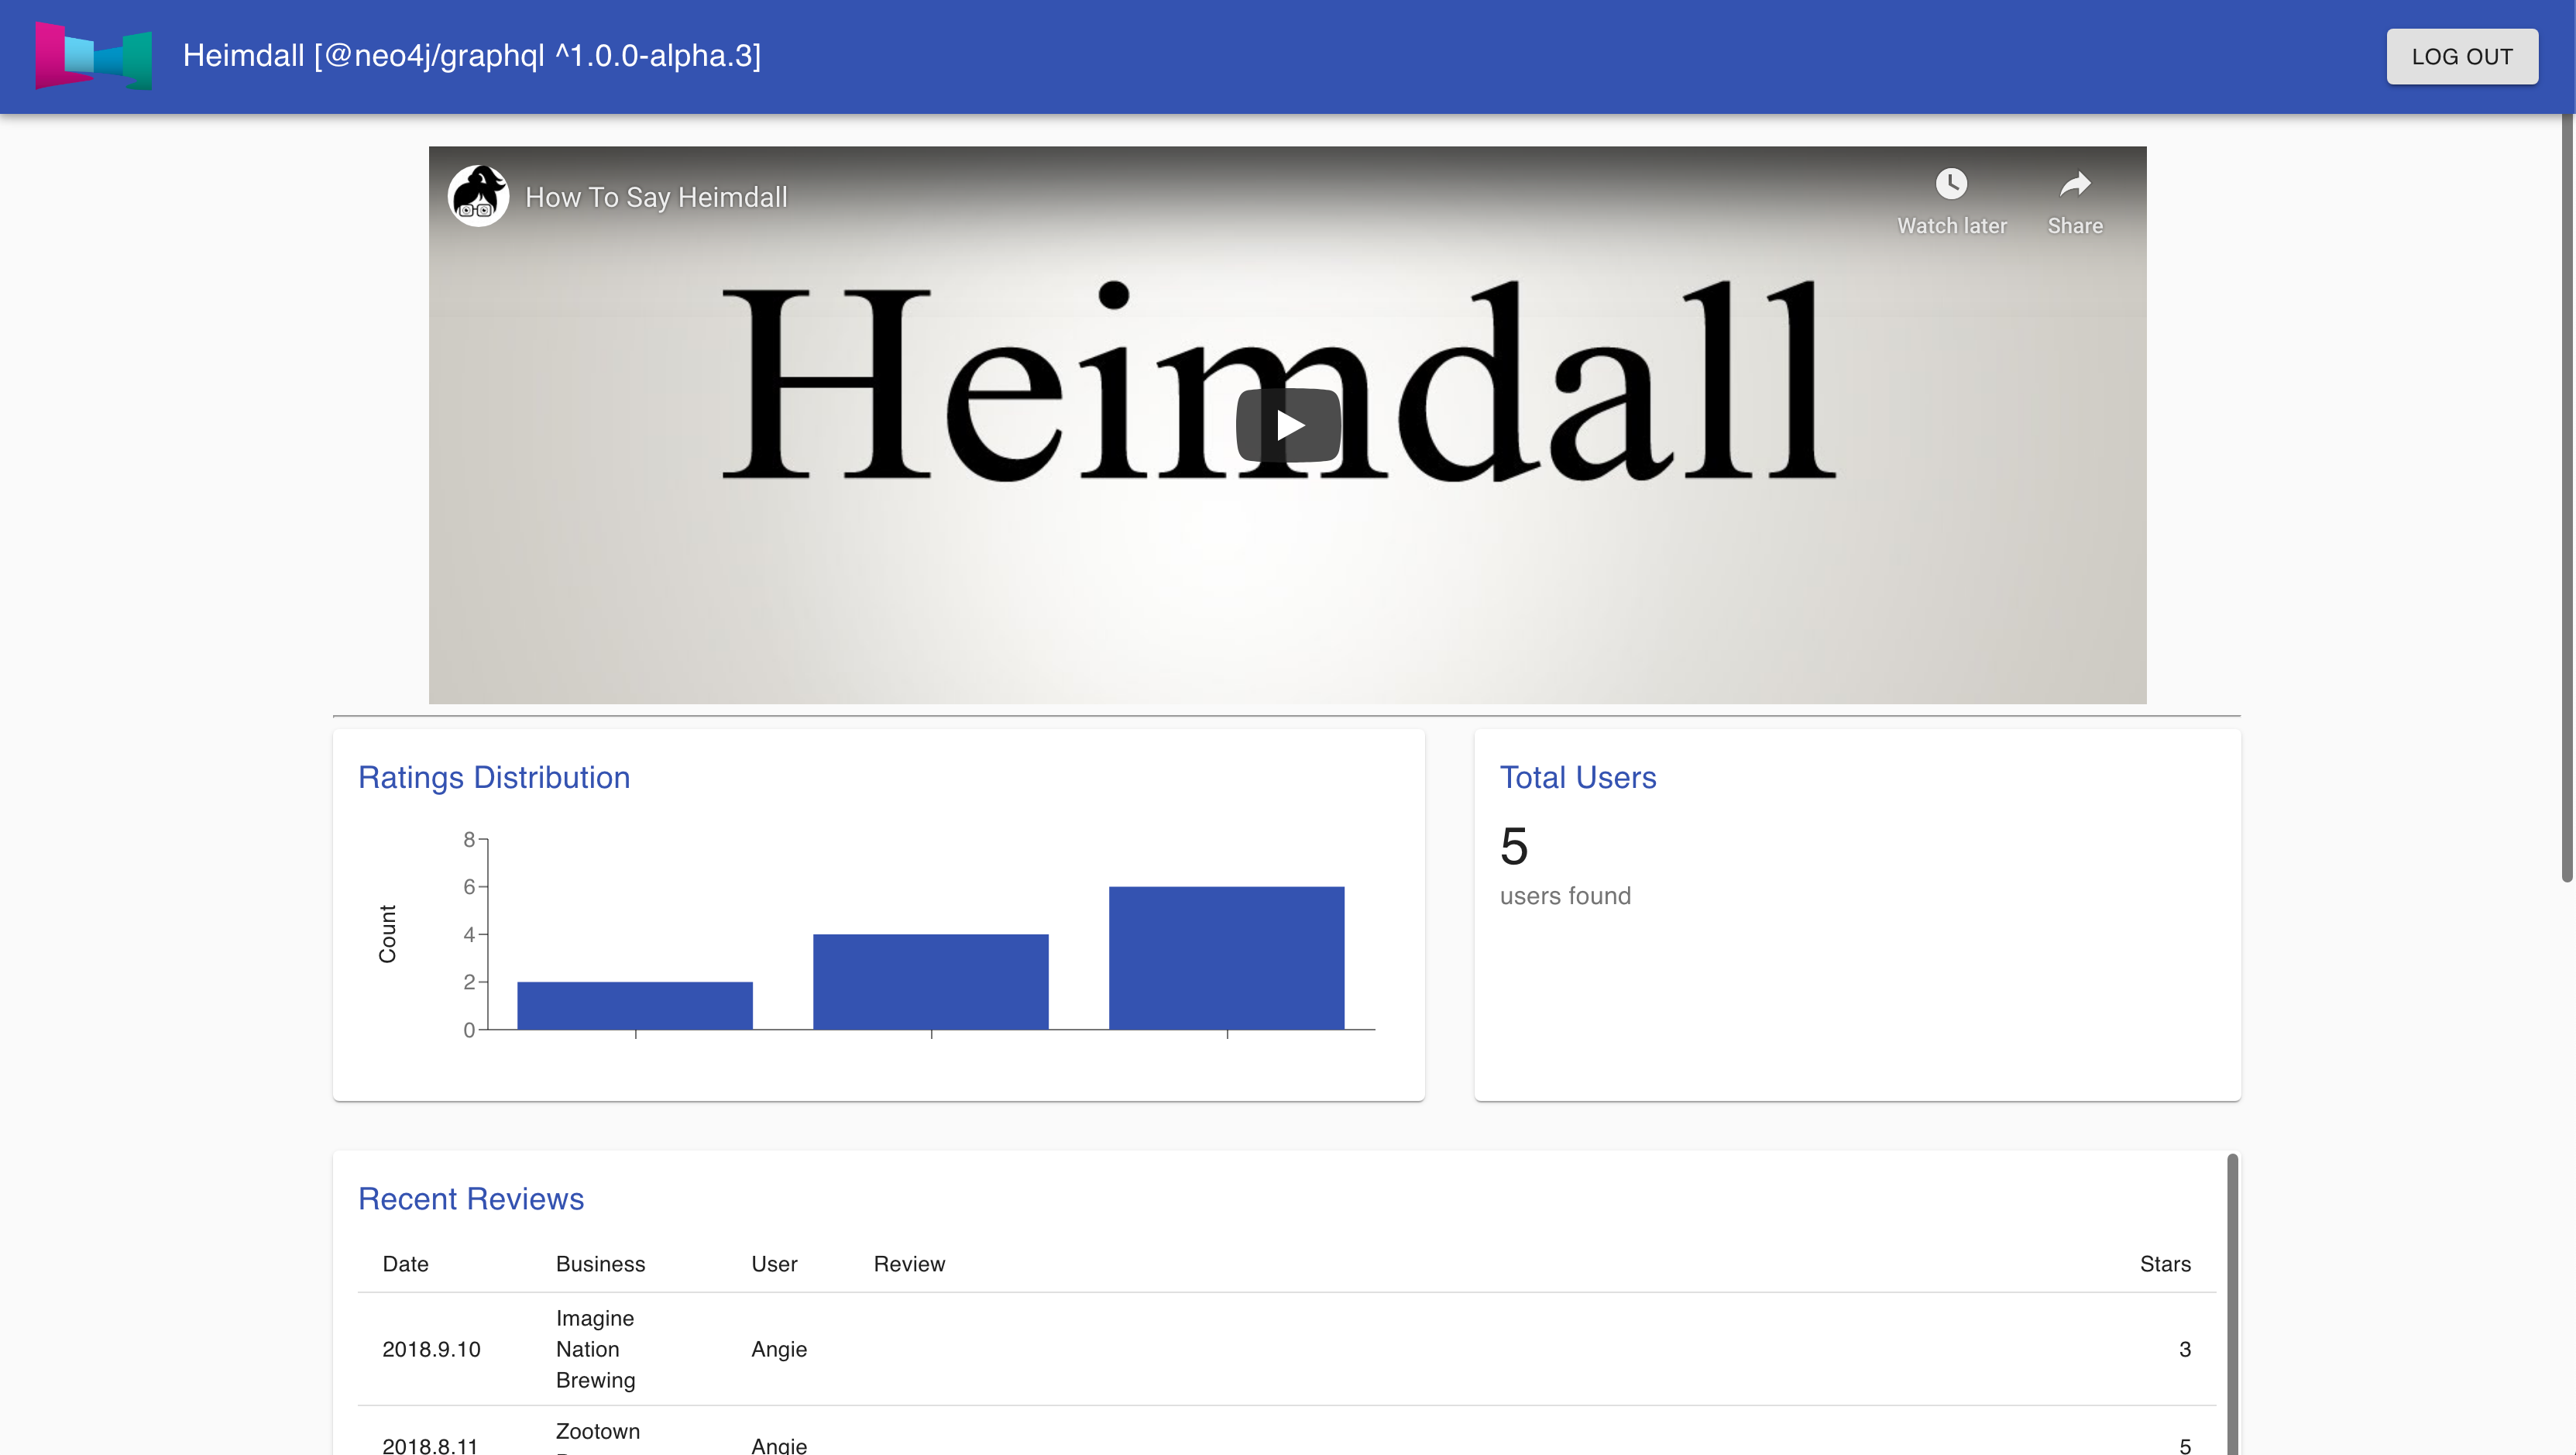 Heimdall [@neo4j/graphql ^1.0.0-alpha.3]
LOG OUT
How To Say Heimdall
Watch later
Share
Heimdall
Ratings Distribution
Count
8
6
4
2
0
Total Users
5
users found
Recent Reviews
Date Business User Review Stars
Imagine
2018.9.10 Nation Angie 3
Brewing
Zootown
2018.8.11 Angie 5